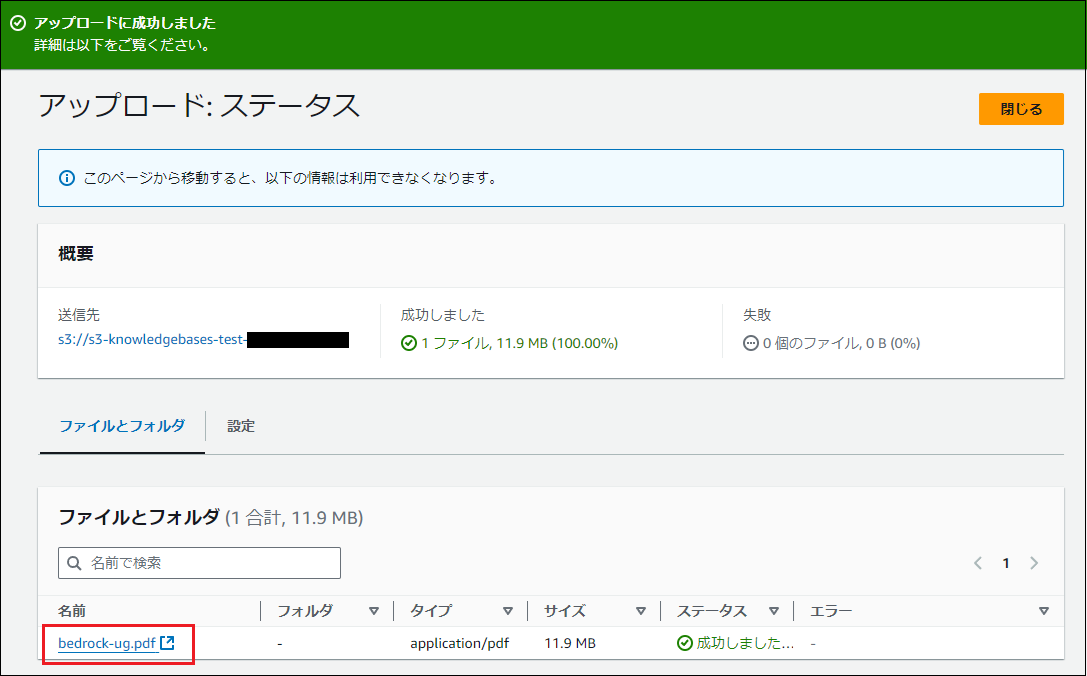 アップロードに成功しました
詳細は以下をご覧ください。
アップロード: ステータス
閉じる
このページから移動すると、以下の情報は利用できなくなります。
概要
送信先
s3://s3-knowledgebases-test-
成功しました
1 ファイル, 11.9 MB (100.00%)
失敗
0 個のファイル, 0 B (0%)
ファイルとフォルダ
設定
ファイルとフォルダ (1 合計, 11.9 MB)
名前で検索
1
名前 フォルダ タイプ サイズ ステータス エラー
bedrock-ug.pdf - application/pdf 11.9 MB 成功しました... -